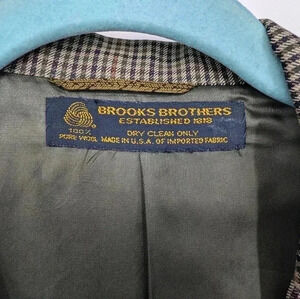 BROOKS BROTHERS
ESTABLISHED 1818
DRY CLEAN ONLY
100%
PURE WOOL MADE IN U.S.A. OF IMPORTED FABRIC